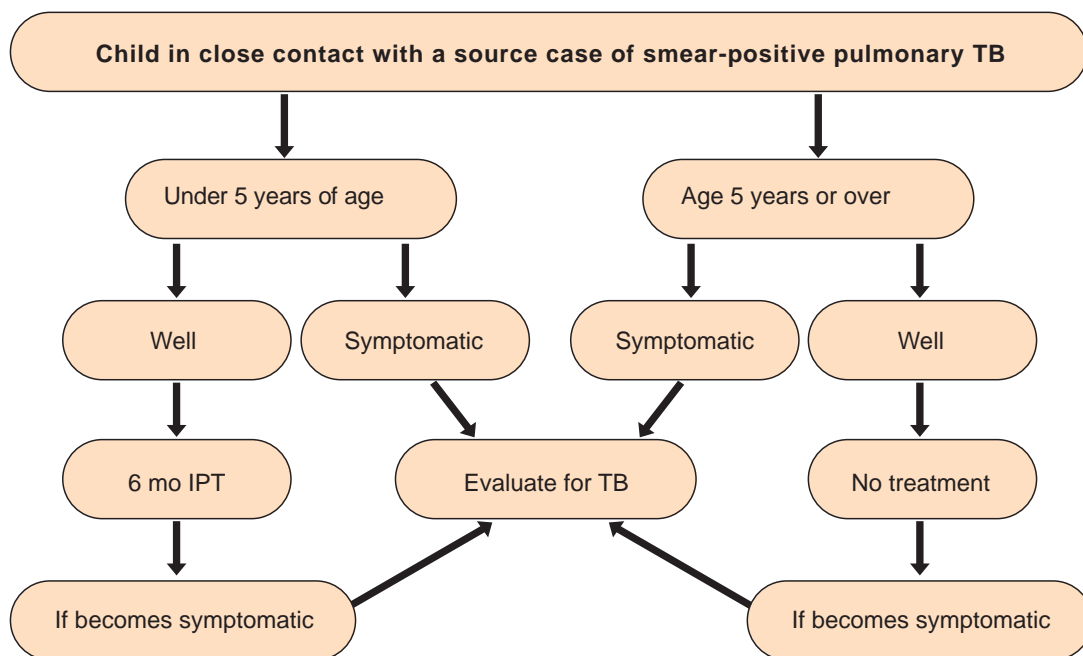 Child in close contact with a source case of smear-positive pulmonary TB
Under 5 years of age
Age 5 years or over
Well
Symptomatic
Symptomatic
Well
6 mo IPT
Evaluate for TB
No treatment
If becomes symptomatic
If becomes symptomatic